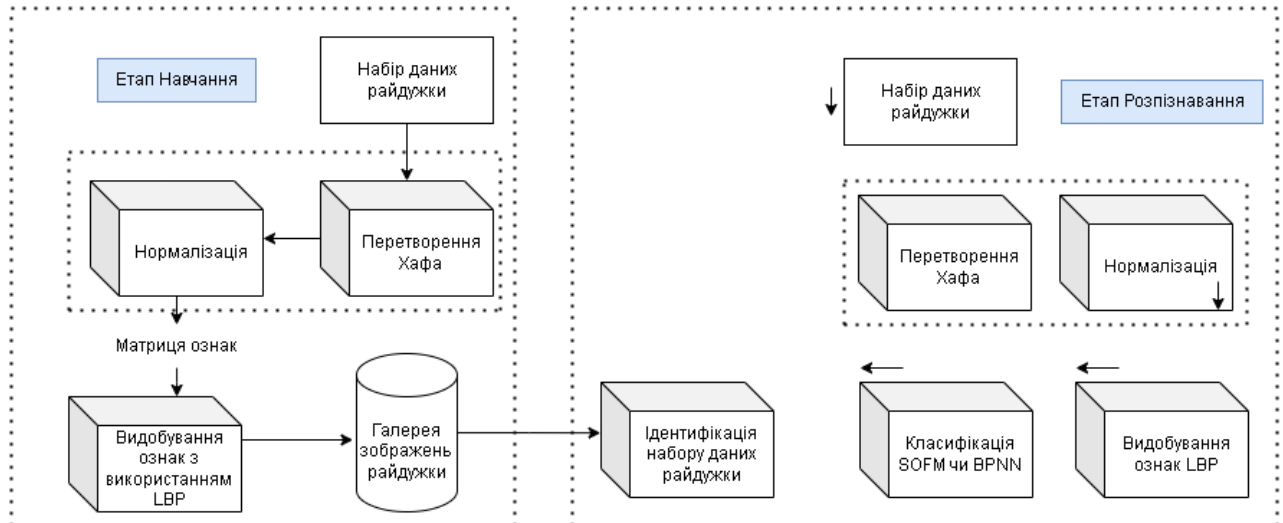 Етап Навчання
Набір даних
райдужки
Нормалізація
Перетворення
Хафа
Матриця ознак
Видобування
ознак з
використанням
LBP
Галерея
зображень
райдужки
Набір даних
райдужки
Етап Розпізнавання
Перетворення
Хафа
Нормалізація
Ідентифікація
набору даних
райдужки
Класифікація
SOFM чи BPNN
Видобування
ознак LBP